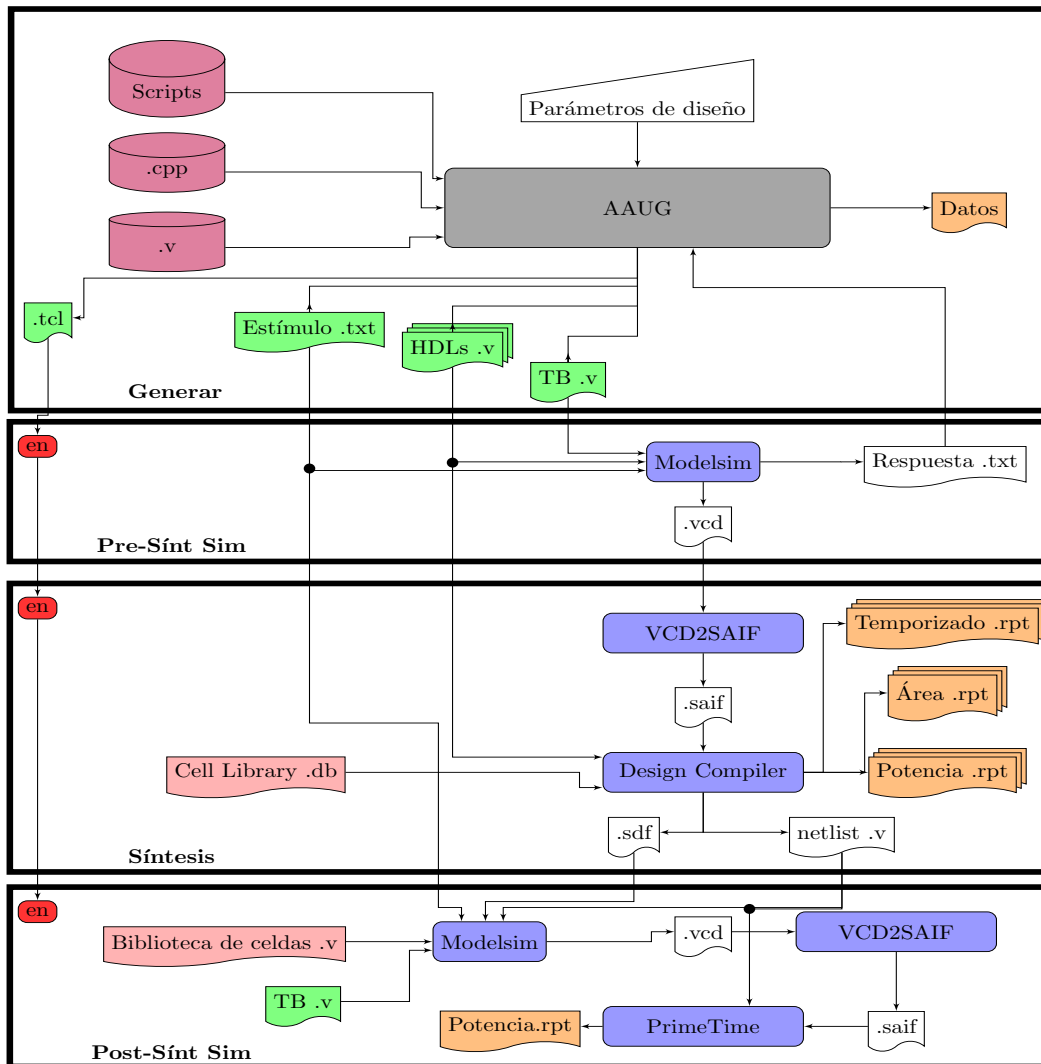 Scripts
Parámetros de diseño
.cpp
AAUG
Datos
.v
.tcl
Estímulo .txt
HDLs .v
TB .v
Generar
en
Modelsim
Respuesta .txt
.vcd
Pre-Sínt Sim
en
VCD2SAIF
Temporizado .rpt
.saif
Área .rpt
Cell Library .db
Design Compiler
Potencia .rpt
.sdf
netlist .v
Síntesis
en
Biblioteca de celdas .v
Modelsim
.vcd
VCD2SAIF
TB .v
Potencia.rpt
PrimeTime
.saif
Post-Sínt Sim